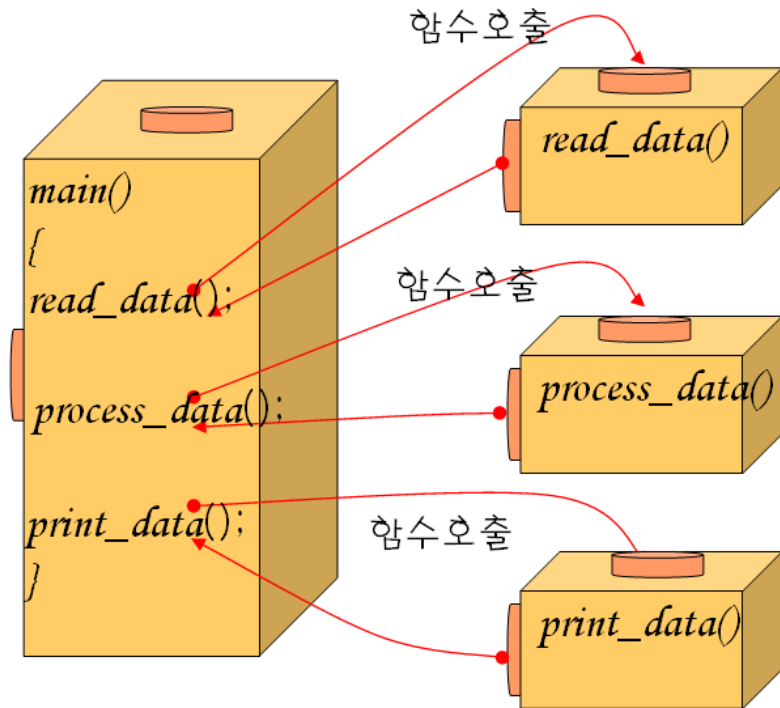 함수호출
read_data()
main()
{
read_data();
함수호출
process_data()
process_data();
print_data();
함수호출
}
print_data()